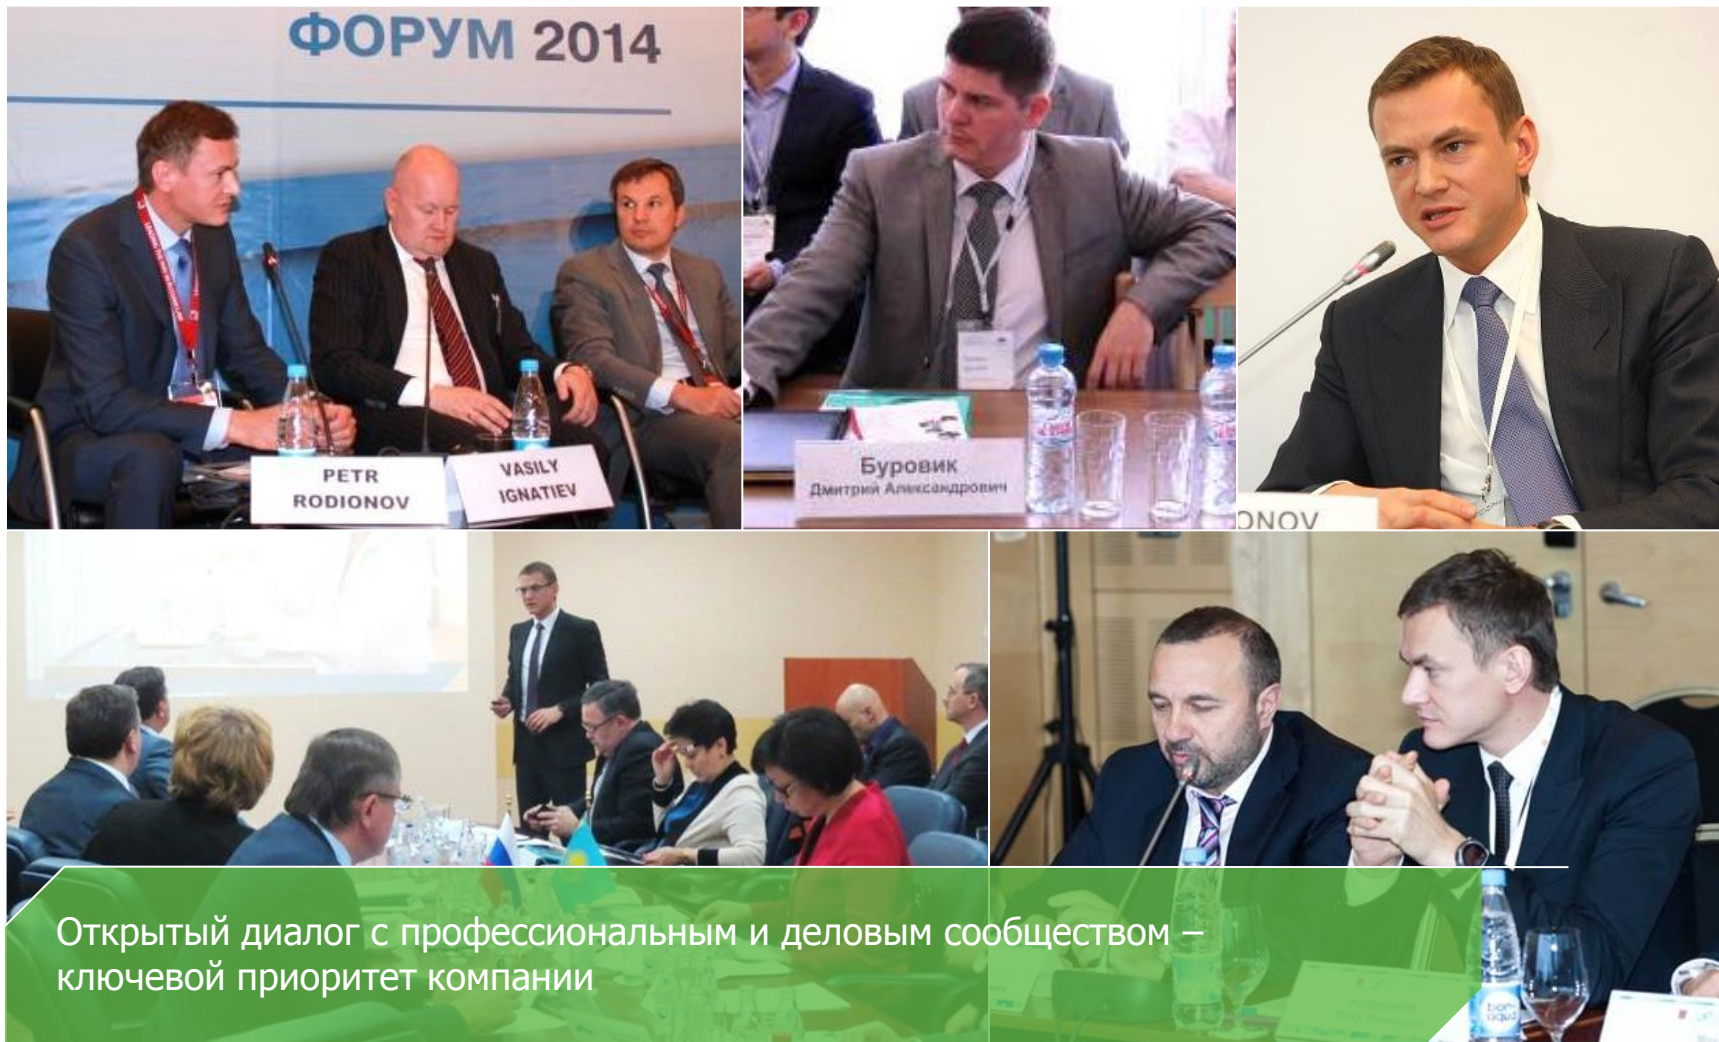 ФОРУМ 2014
PETR
RODIONOV
VASILY
IGNATIEV
Буровик
Дмитрий Александрович
ONOV
Открытый диалог с профессиональным и деловым сообществом –
ключевой приоритет компании